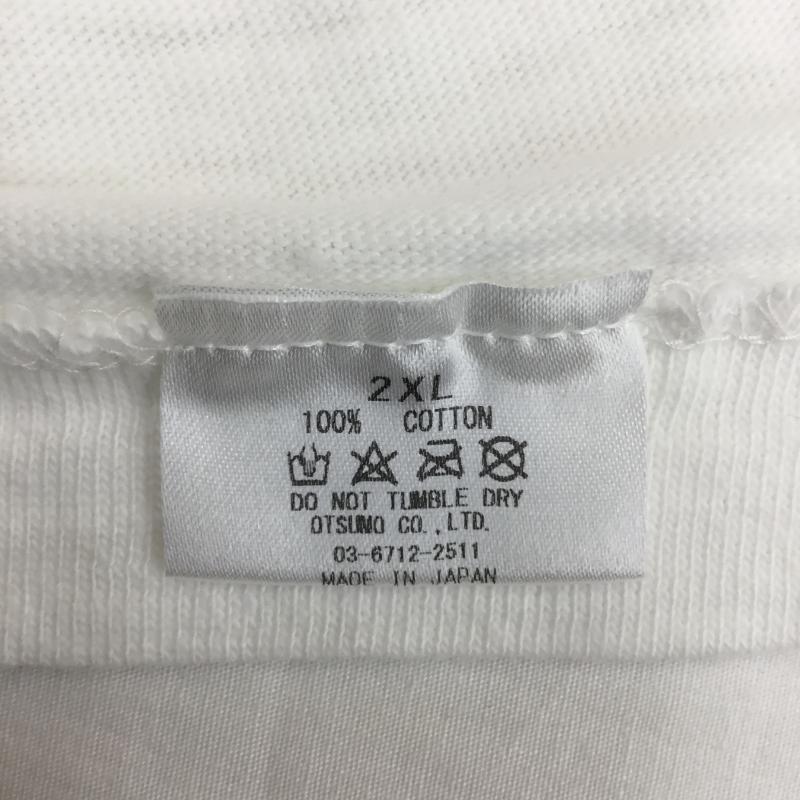 2XL
100% COTTON
DO NOT TUMBLE DRY
OTSUMO CO.,LTD.
03-6712-2511
MADE IN JAPAN